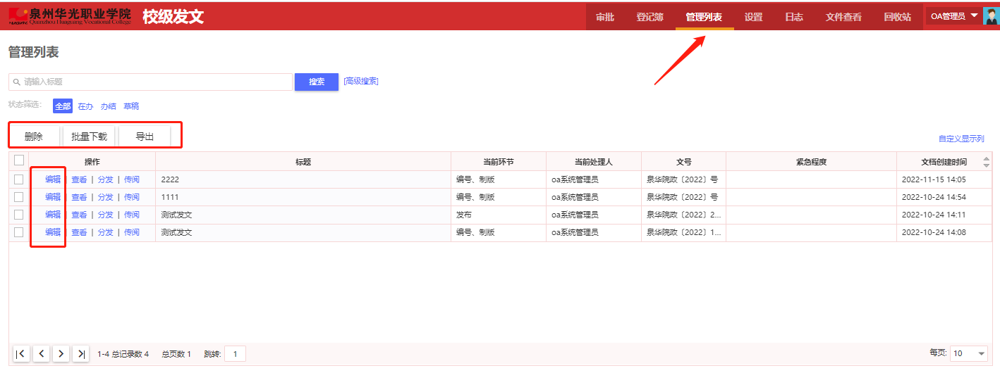 泉州华光职业学院 校级发文 审批 登记簿 管理列表 设置 日志 文件查看 回收站 OA管理员
Quanzhou Huaguang Vocational College
管理列表
请输入标题 搜索 [高级搜索]
状态筛选: 全部 在办 办结 草稿
删除 批量下载 导出 自定义显示列
操作 标题 当前环节 当前处理人 文号 紧急程度 文档创建时间
编辑 | 查看 | 分发 | 传阅 2222 编号、制版 oa系统管理员 泉华院政〔2022〕号 2022-11-15 14:05
编辑 | 查看 | 分发 | 传阅 1111 编号、制版 oa系统管理员 泉华院政〔2022〕号 2022-10-24 14:54
编辑 | 查看 | 分发 | 传阅 测试发文 发布 oa系统管理员 泉华院政〔2022〕2... 2022-10-24 14:11
编辑 | 查看 | 分发 | 传阅 测试发文 编号、制版 oa系统管理员 泉华院政〔2022〕1... 2022-10-24 14:08
1-4 总记录数 4 总页数 1 跳转: 1 每页: 10